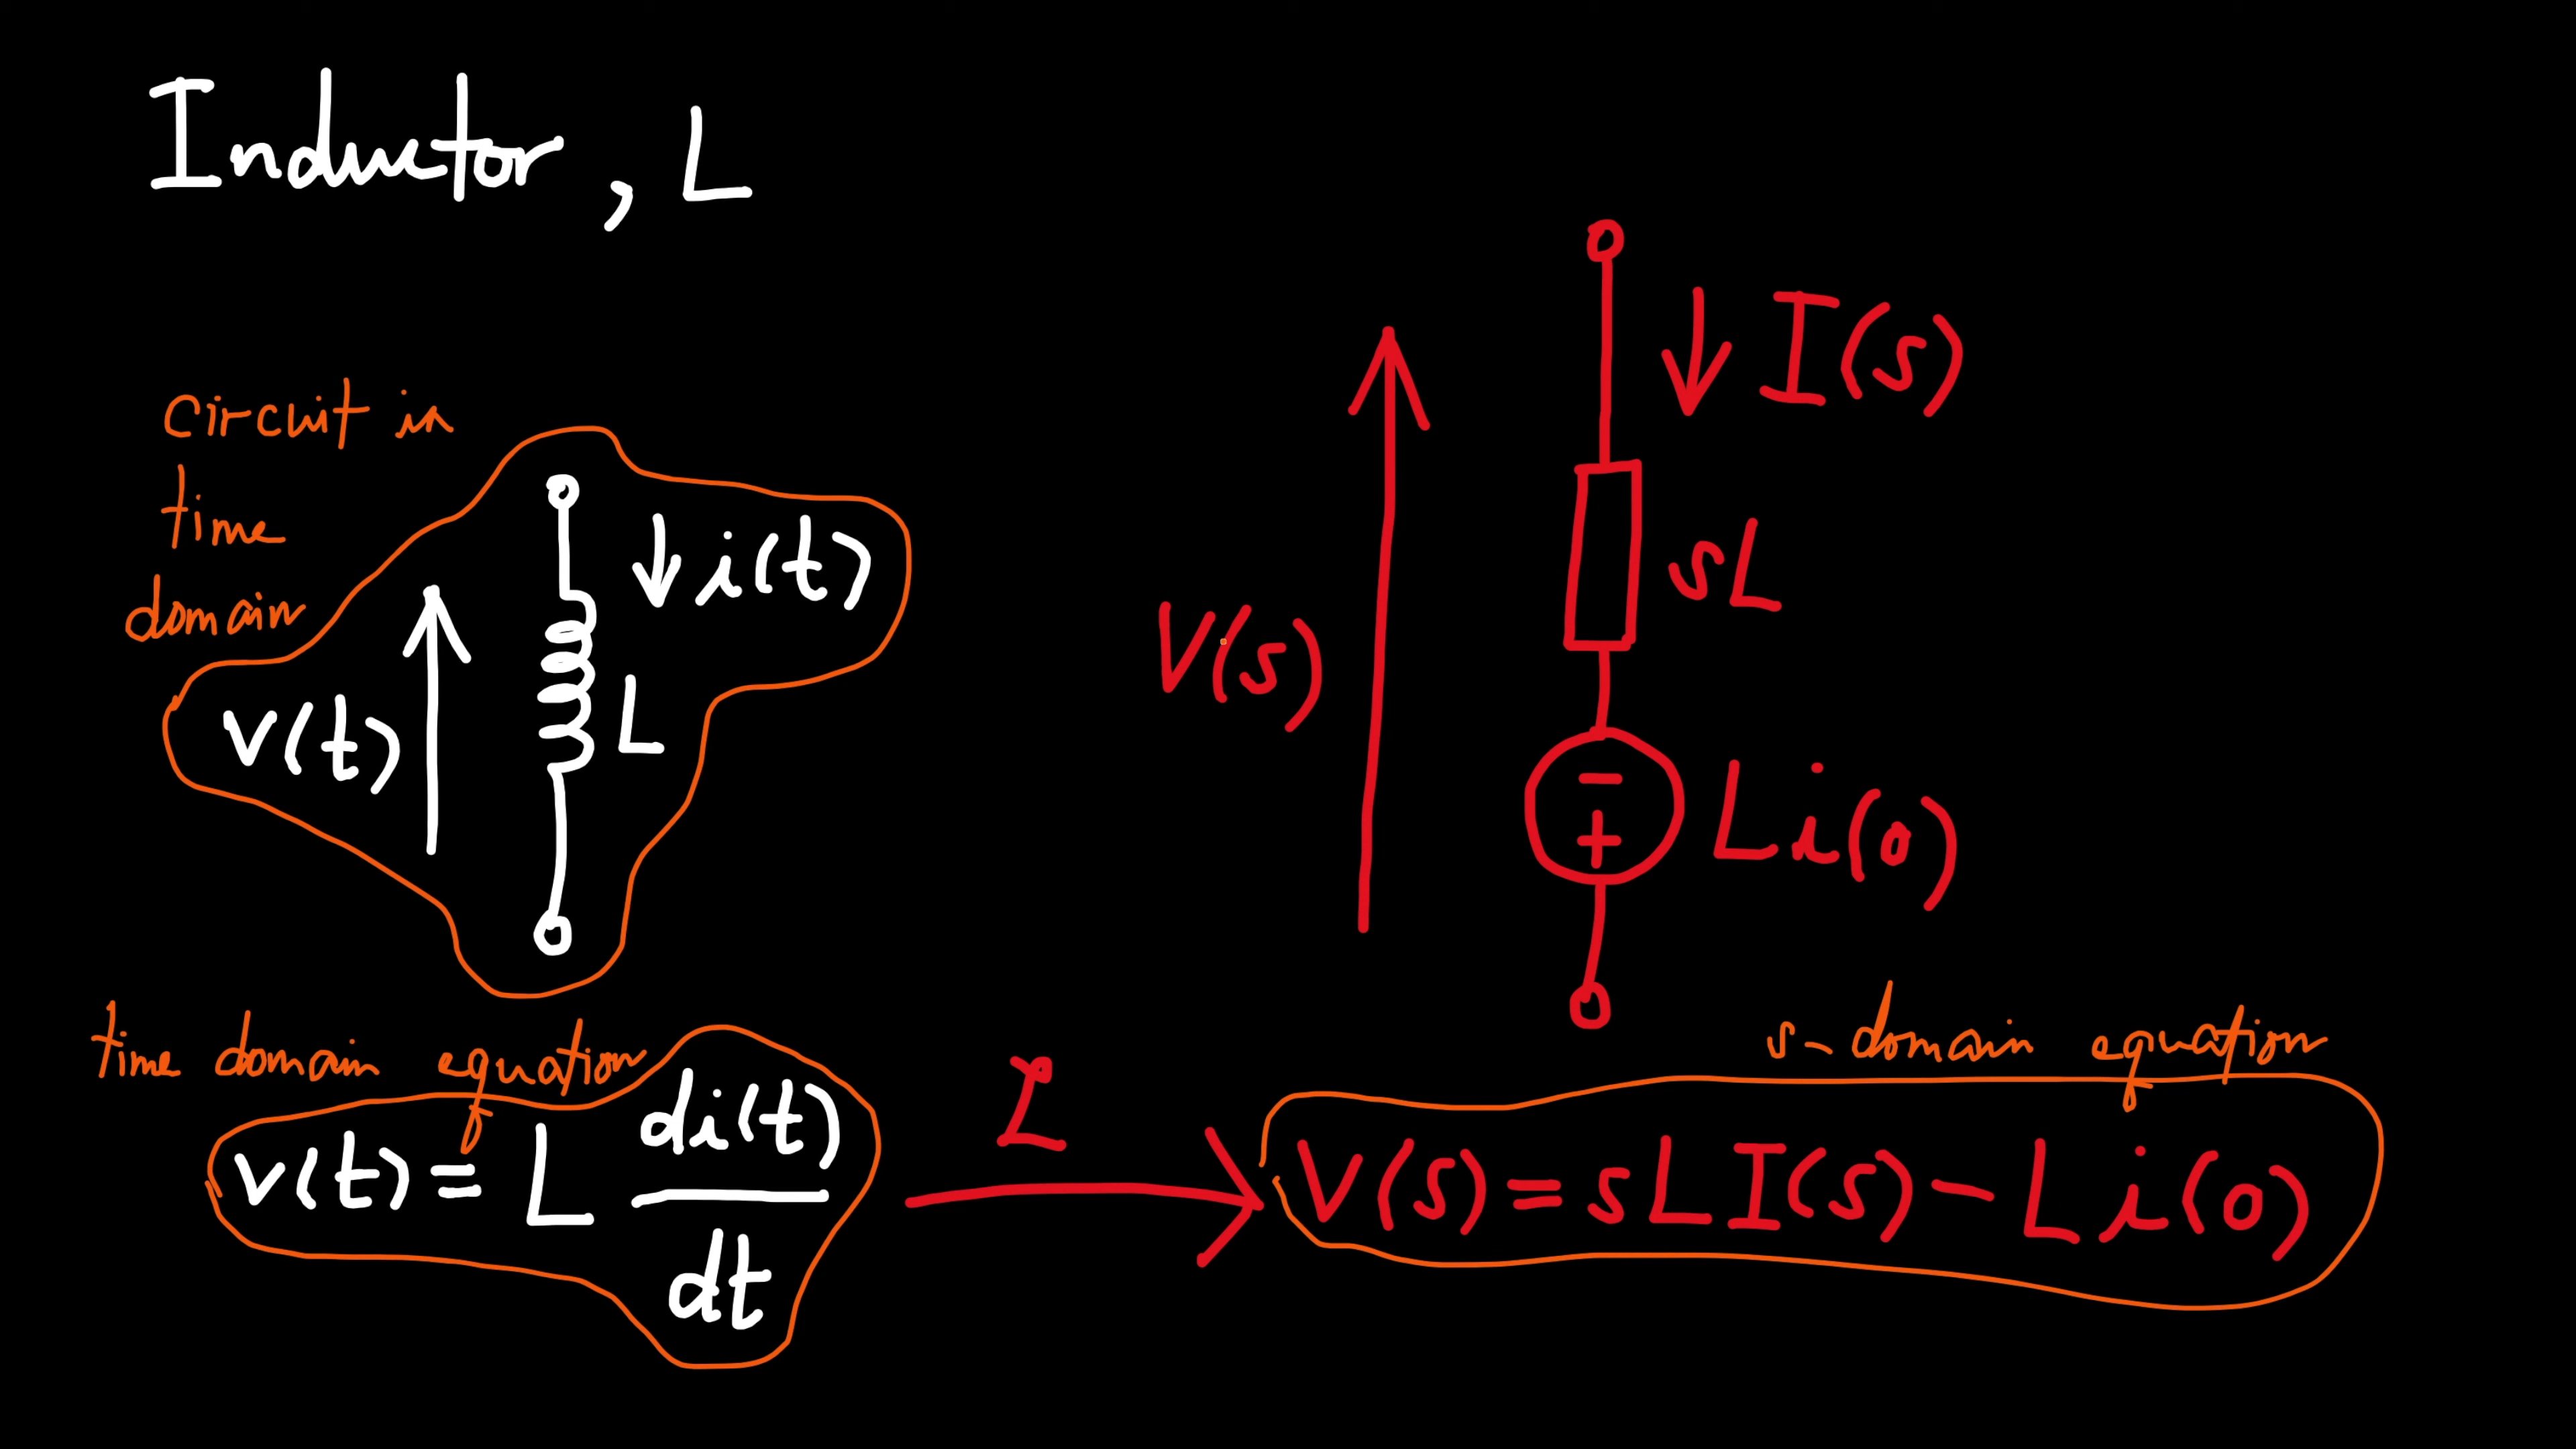 Inductor, L
Circuit in
time
domain
↓ i(t)
v(t)
L
↓ I(s)
sL
V(s)
−
+
Li(0)
time domain equation
v(t) = L di(t)/dt
ℒ
s-domain equation
V(s) = sLI(s) − Li(0)